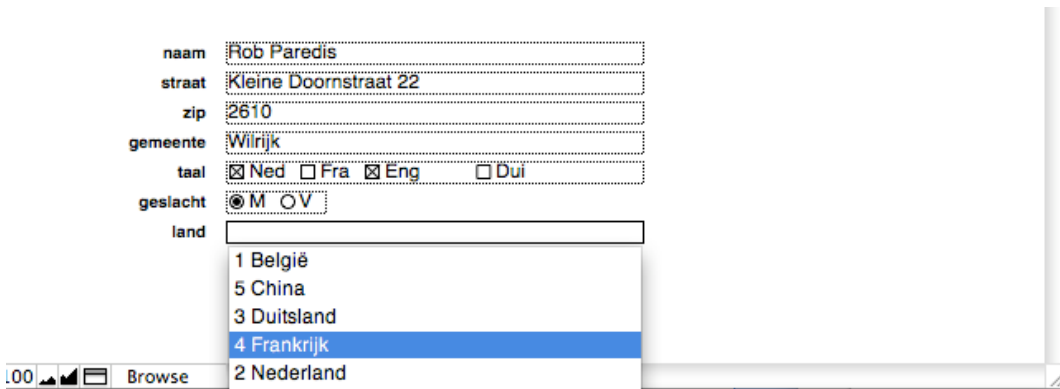 naam Rob Paredis
straat Kleine Doornstraat 22
zip 2610
gemeente Wilrijk
taal Ned Fra Eng Dui
geslacht M V
land
1 België
5 China
3 Duitsland
4 Frankrijk
2 Nederland
100 Browse